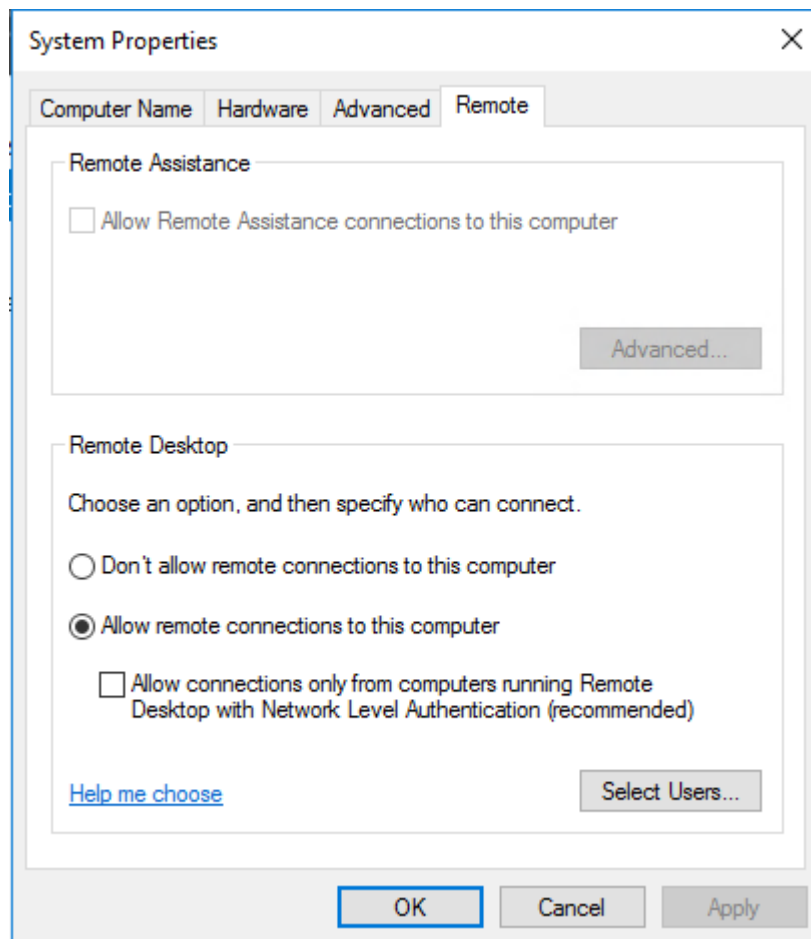 System Properties
Computer Name
Hardware
Advanced
Remote
Remote Assistance
Allow Remote Assistance connections to this computer
Advanced...
Remote Desktop
Choose an option, and then specify who can connect.
Don't allow remote connections to this computer
Allow remote connections to this computer
Allow connections only from computers running Remote
Desktop with Network Level Authentication (recommended)
Help me choose
Select Users...
OK
Cancel
Apply